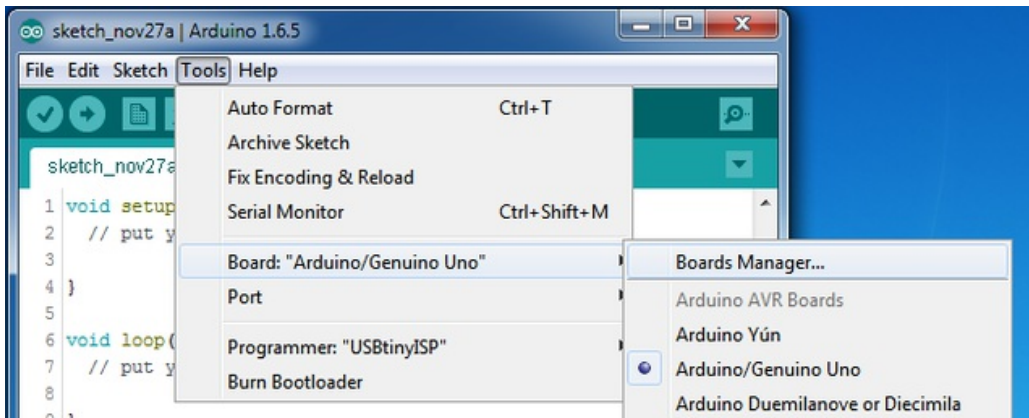 sketch_nov27a | Arduino 1.6.5
File Edit Sketch Tools Help
Auto Format Ctrl+T
Archive Sketch
sketch_nov27a
Fix Encoding & Reload
Serial Monitor Ctrl+Shift+M
Board: "Arduino/Genuino Uno"
Port
Programmer: "USBtinyISP"
Burn Bootloader
1 void setup
2 // put y
3
4 }
5
6 void loop(
7 // put y
8
9 }
Boards Manager...
Arduino AVR Boards
Arduino Yún
Arduino/Genuino Uno
Arduino Duemilanove or Diecimila